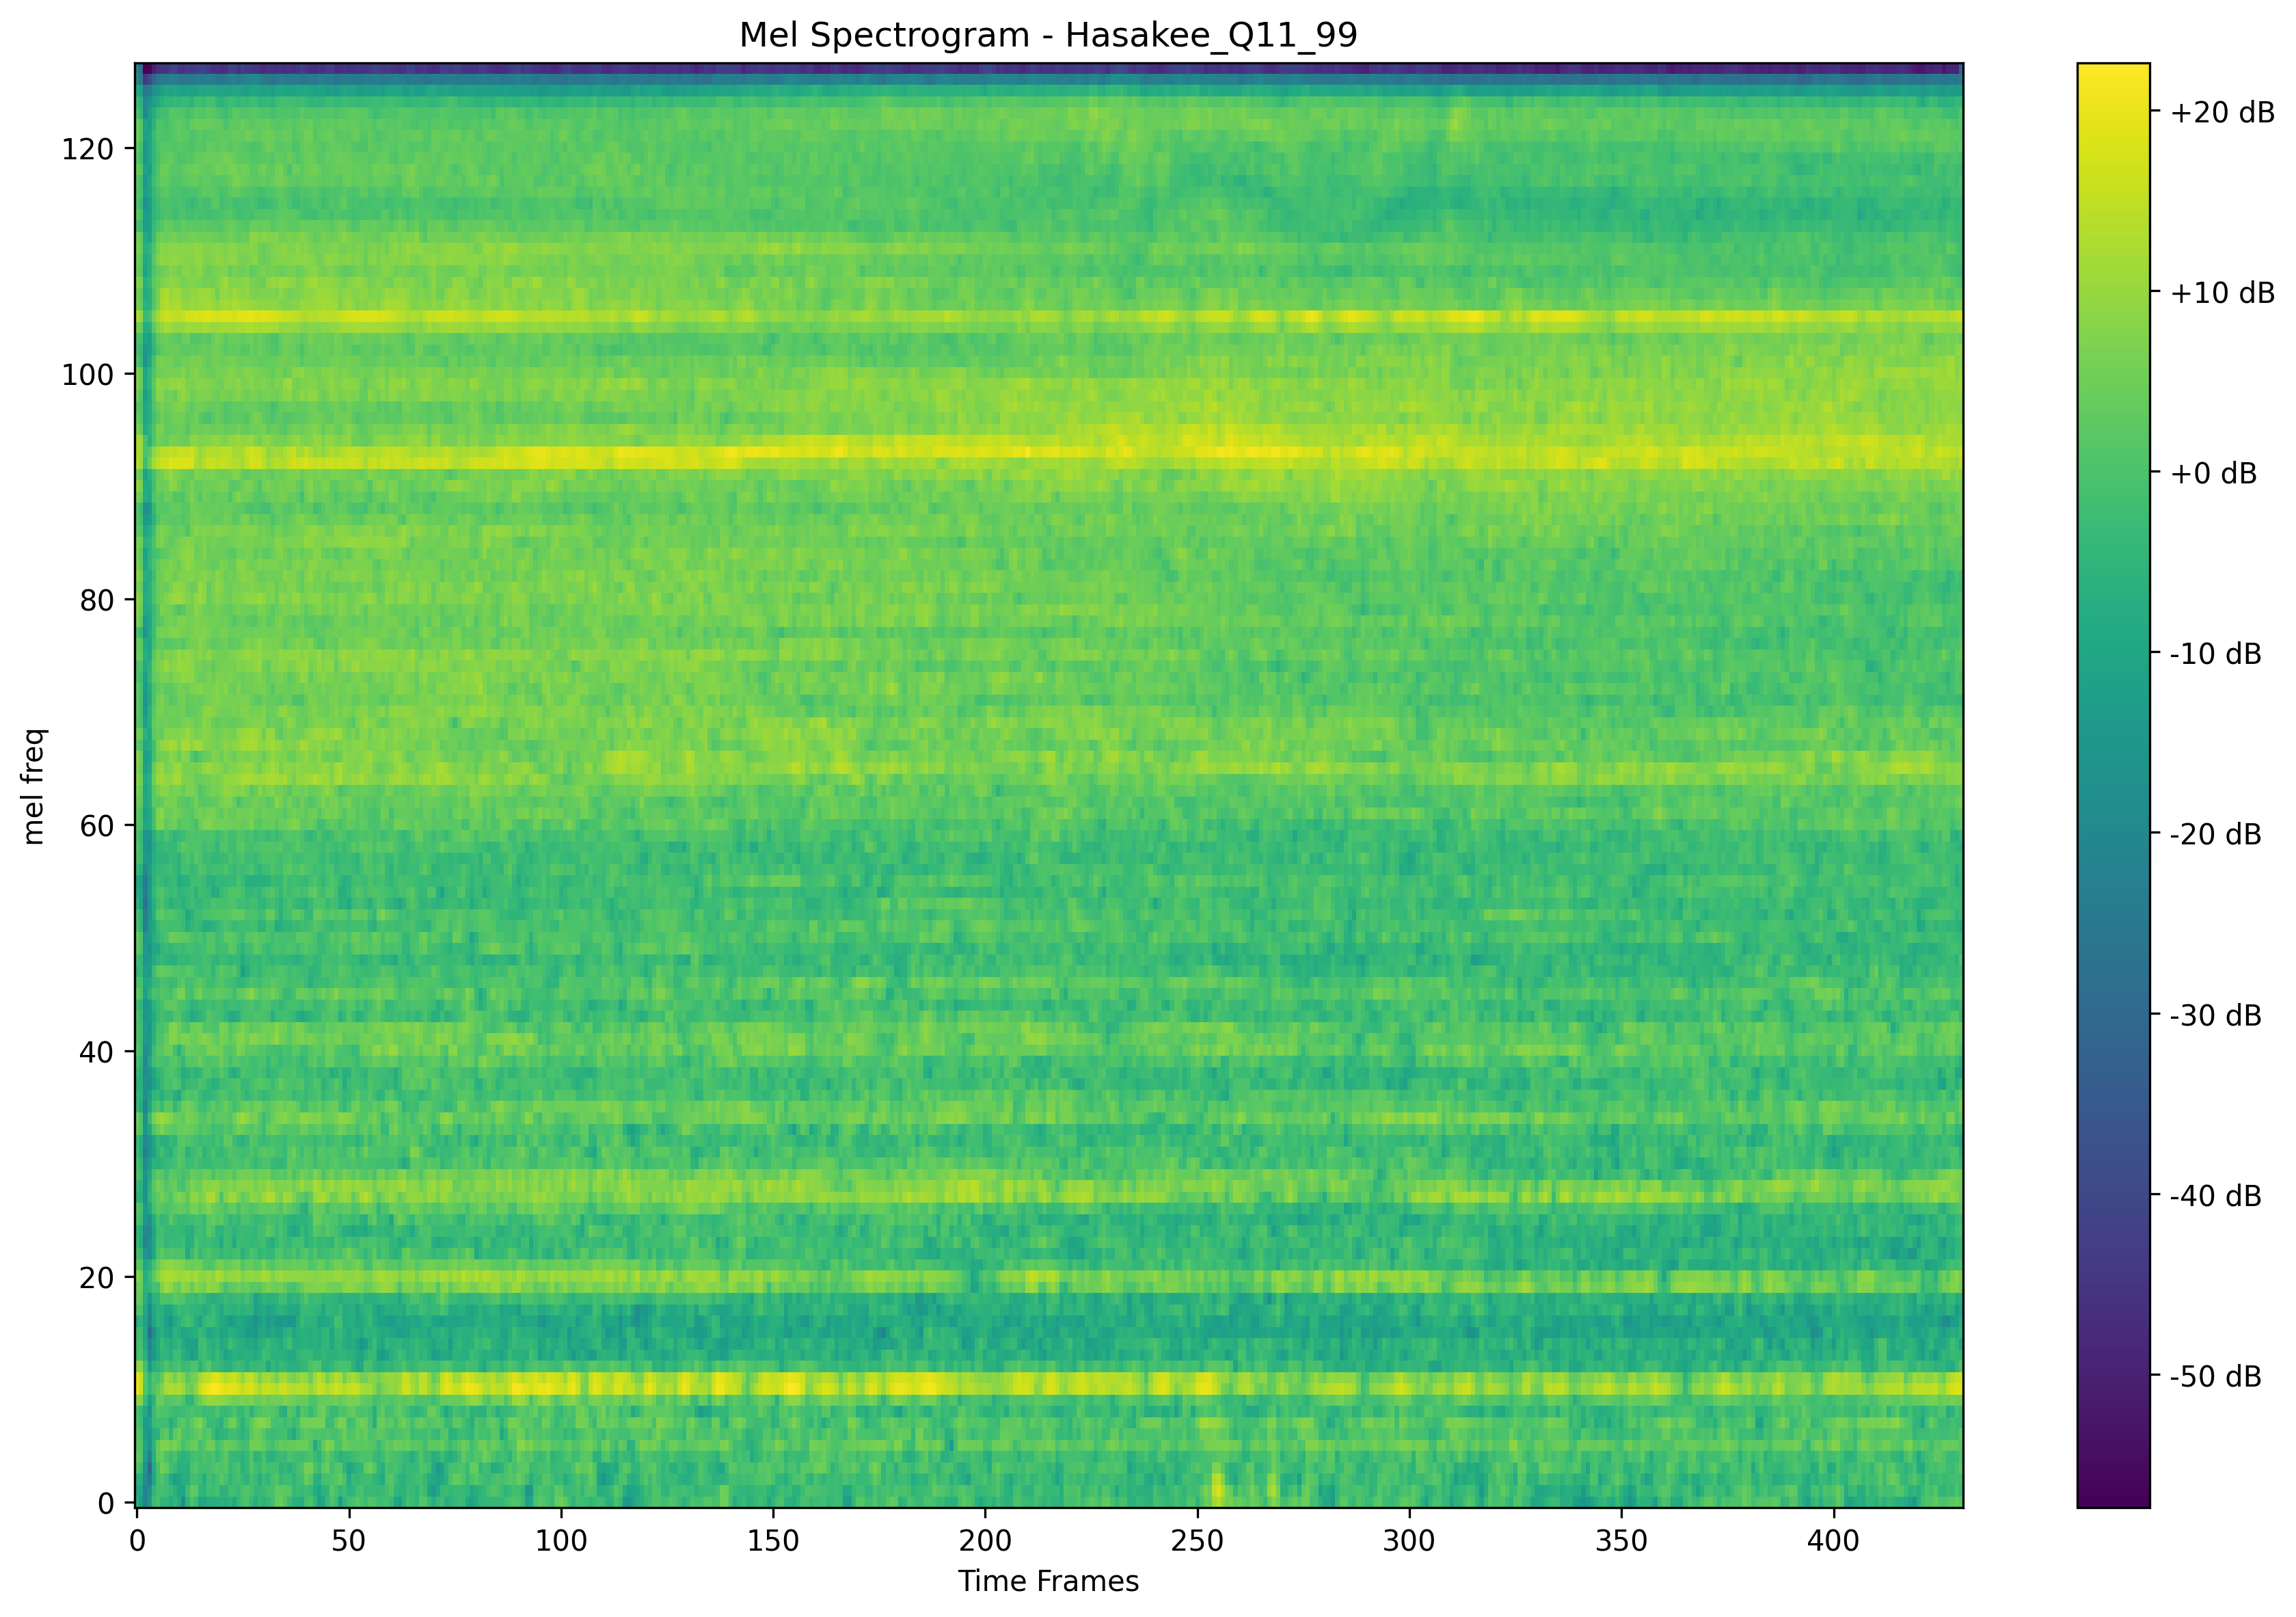 Mel Spectrogram - Hasakee_Q11_99
mel freq
120
100
80
60
40
20
0
0 50 100 150 200 250 300 350 400
Time Frames
+20 dB
+10 dB
+0 dB
-10 dB
-20 dB
-30 dB
-40 dB
-50 dB